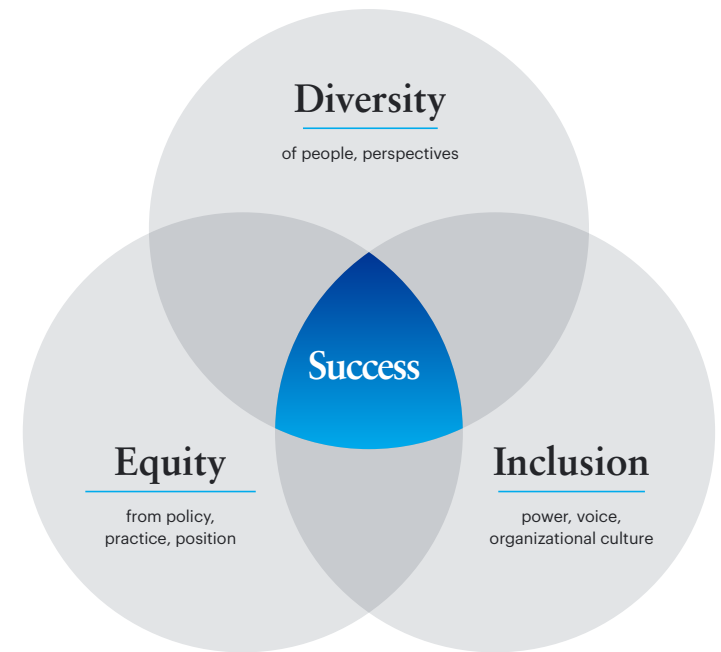 Diversity
of people, perspectives
Success
Equity
from policy,
practice, position
Inclusion
power, voice,
organizational culture